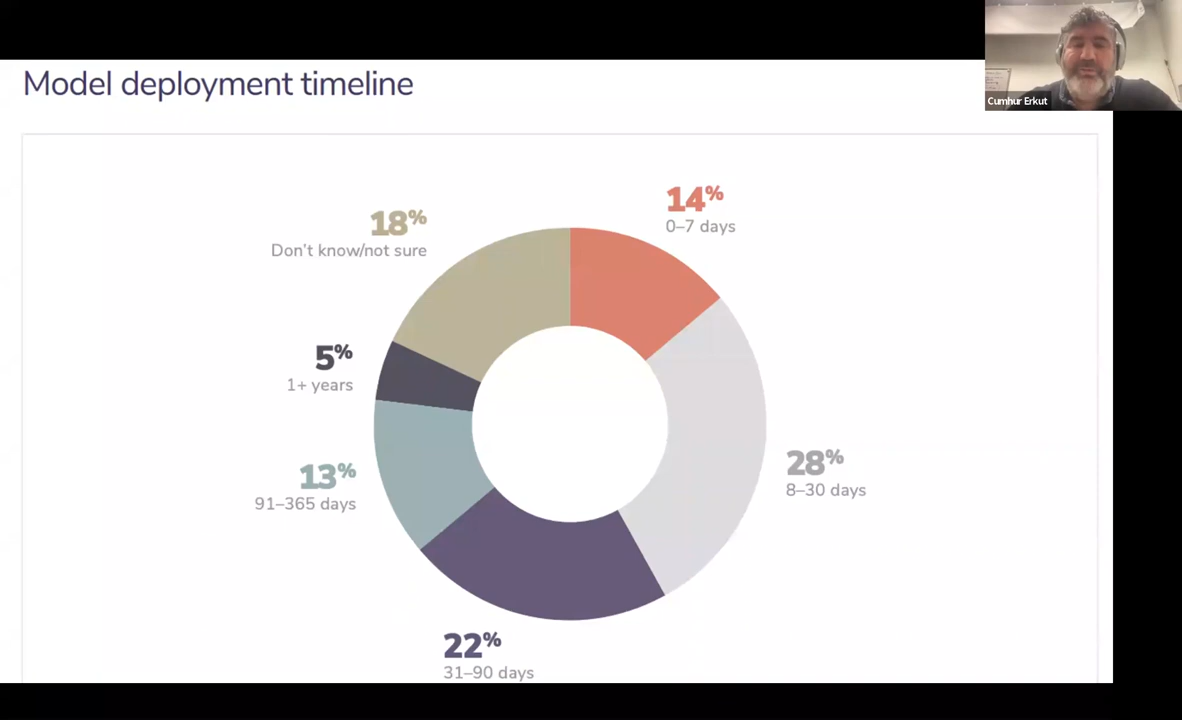 Cumhur Erkut
Model deployment timeline
14%
0–7 days
18%
Don't know/not sure
5%
1+ years
28%
8–30 days
13%
91–365 days
22%
31–90 days